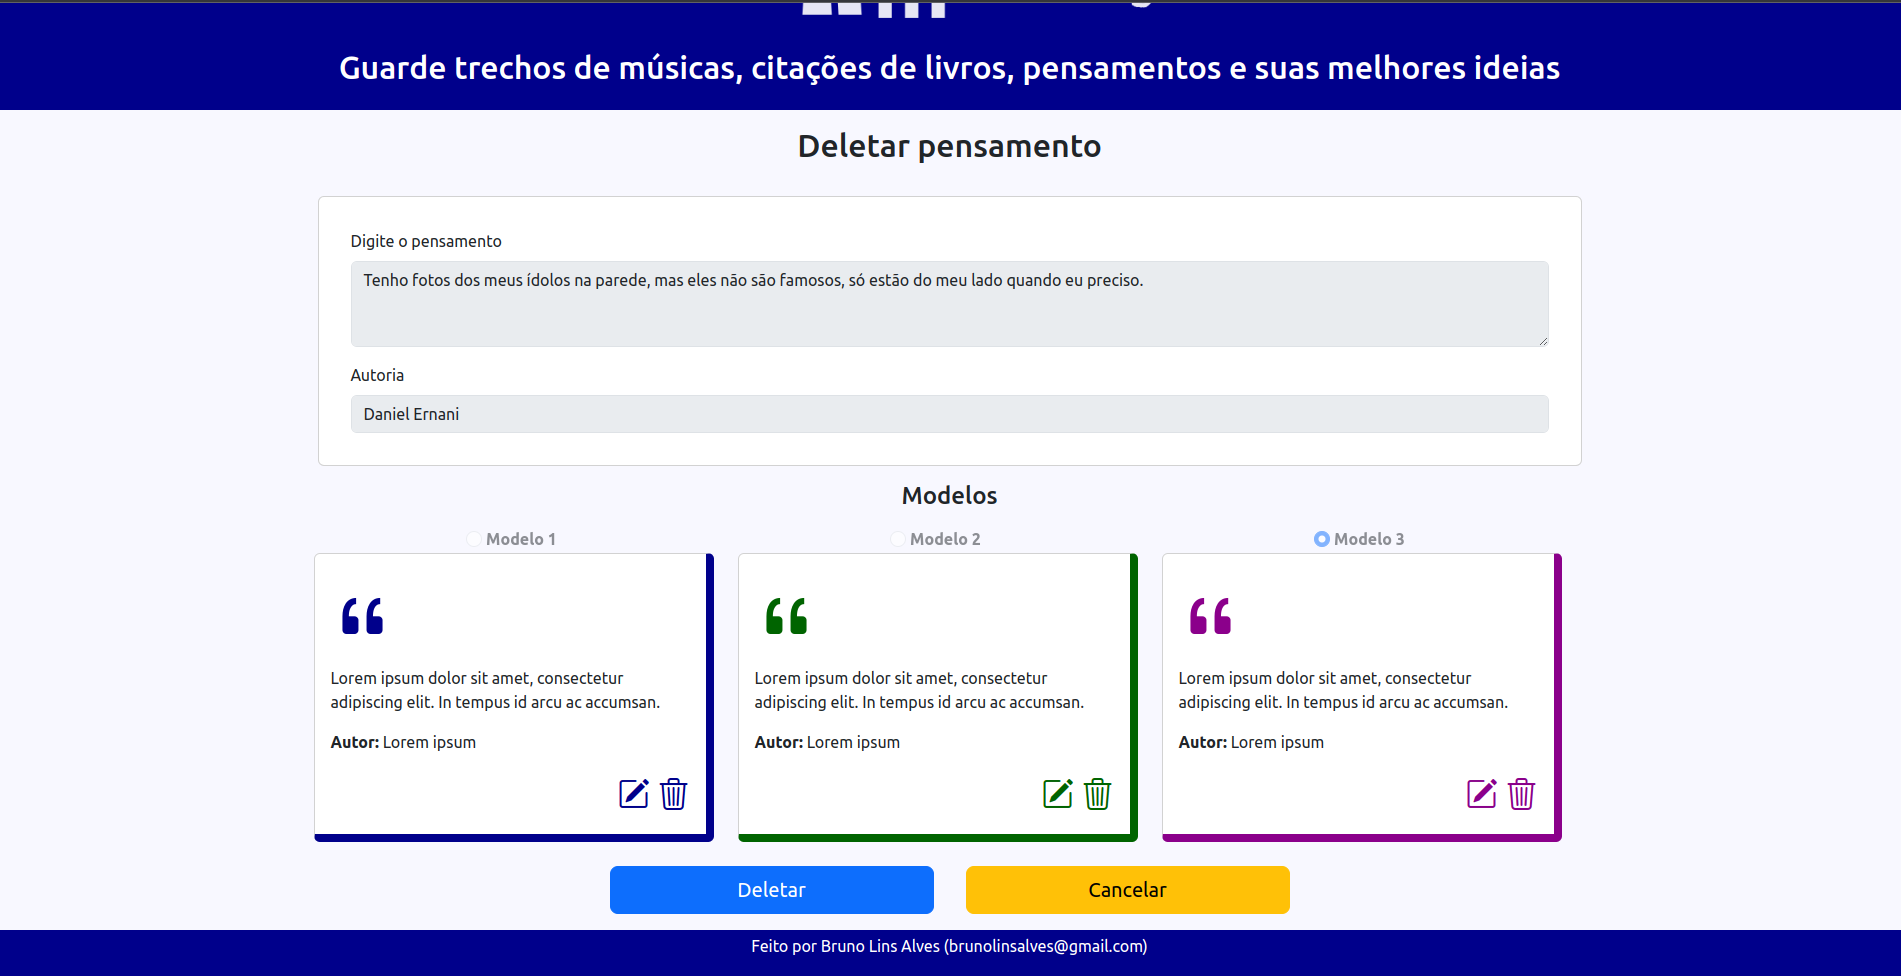 Guarde trechos de músicas, citações de livros, pensamentos e suas melhores ideias
Deletar pensamento
Digite o pensamento
Tenho fotos dos meus ídolos na parede, mas eles não são famosos, só estão do meu lado quando eu preciso.
Autoria
Daniel Ernani
Modelos
Modelo 1
Modelo 2
Modelo 3
Lorem ipsum dolor sit amet, consectetur
adipiscing elit. In tempus id arcu ac accumsan.
Autor: Lorem ipsum
Lorem ipsum dolor sit amet, consectetur
adipiscing elit. In tempus id arcu ac accumsan.
Autor: Lorem ipsum
Lorem ipsum dolor sit amet, consectetur
adipiscing elit. In tempus id arcu ac accumsan.
Autor: Lorem ipsum
Deletar
Cancelar
Feito por Bruno Lins Alves (brunolinsalves@gmail.com)